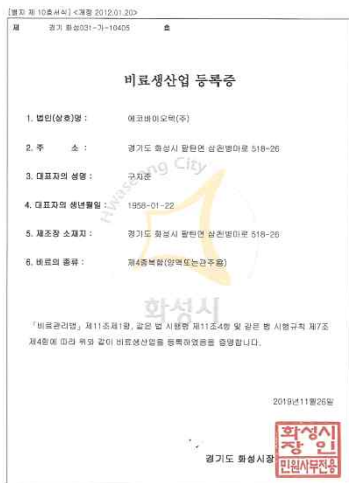 [별지 제 10호서식] <개정 2012.01.20>
제 경기 화성031-가-10405 호
비료생산업 등록증
1. 법인(상호)명 : 에코바이오텍(주)
2. 주 소 : 경기도 화성시 팔탄면 삼천병마로 518-26
3. 대표자의 성명 : 구자준
4. 대표자의 생년월일 : 1958-01-22
5. 제조장 소재지 : 경기도 화성시 팔탄면 삼천병마로 518-26
6. 비료의 종류 : 제4종복합(양액또는관주용)
Hwaseong City
화성시
「비료관리법」 제11조제1항, 같은 법 시행령 제11조4항 및 같은 법 시행규칙 제7조
제4항에 따라 위와 같이 비료생산업을 등록하였음을 증명합니다.
2019년11월26일
경기도 화성시장
화성시
장인
민원사무전용